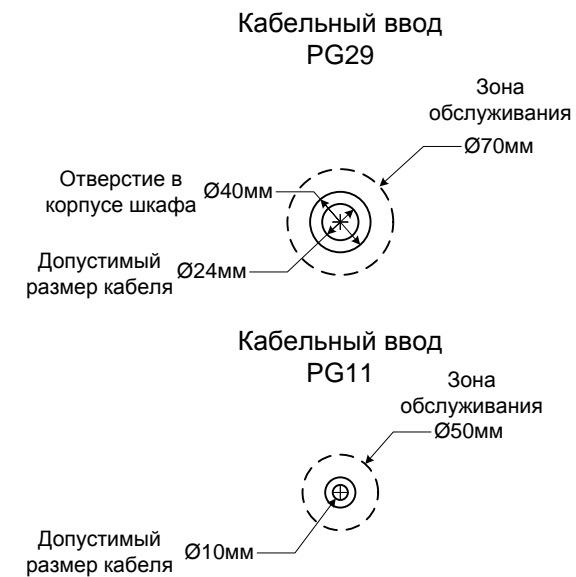 Кабельный ввод
PG29
Зона
обслуживания
Ø70мм
Отверстие в
корпусе шкафа
Ø40мм
Допустимый
размер кабеля
Ø24мм
Кабельный ввод
PG11
Зона
обслуживания
Ø50мм
Допустимый
размер кабеля
Ø10мм